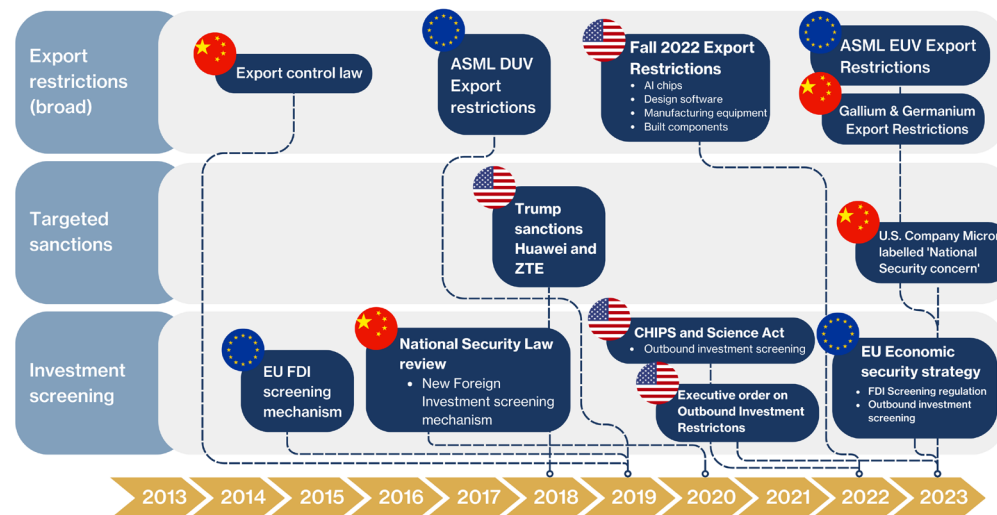 Export
restrictions
(broad)
Export control law
ASML DUV
Export
restrictions
Fall 2022 Export
Restrictions
• AI chips
• Design software
• Manufacturing equipment
• Built components
ASML EUV Export
Restrictions
Gallium & Germanium
Export Restrictions
Targeted
sanctions
Trump
sanctions
Huawei and
ZTE
U.S. Company Micron
labelled 'National
Security concern'
Investment
screening
EU FDI
screening
mechanism
National Security Law
review
• New Foreign
Investment screening
mechanism
CHIPS and Science Act
• Outbound investment screening
Executive order on
Outbound Investment
Restrictons
EU Economic
security strategy
• FDI Screening regulation
• Outbound investment
screening
2013 2014 2015 2016 2017 2018 2019 2020 2021 2022 2023